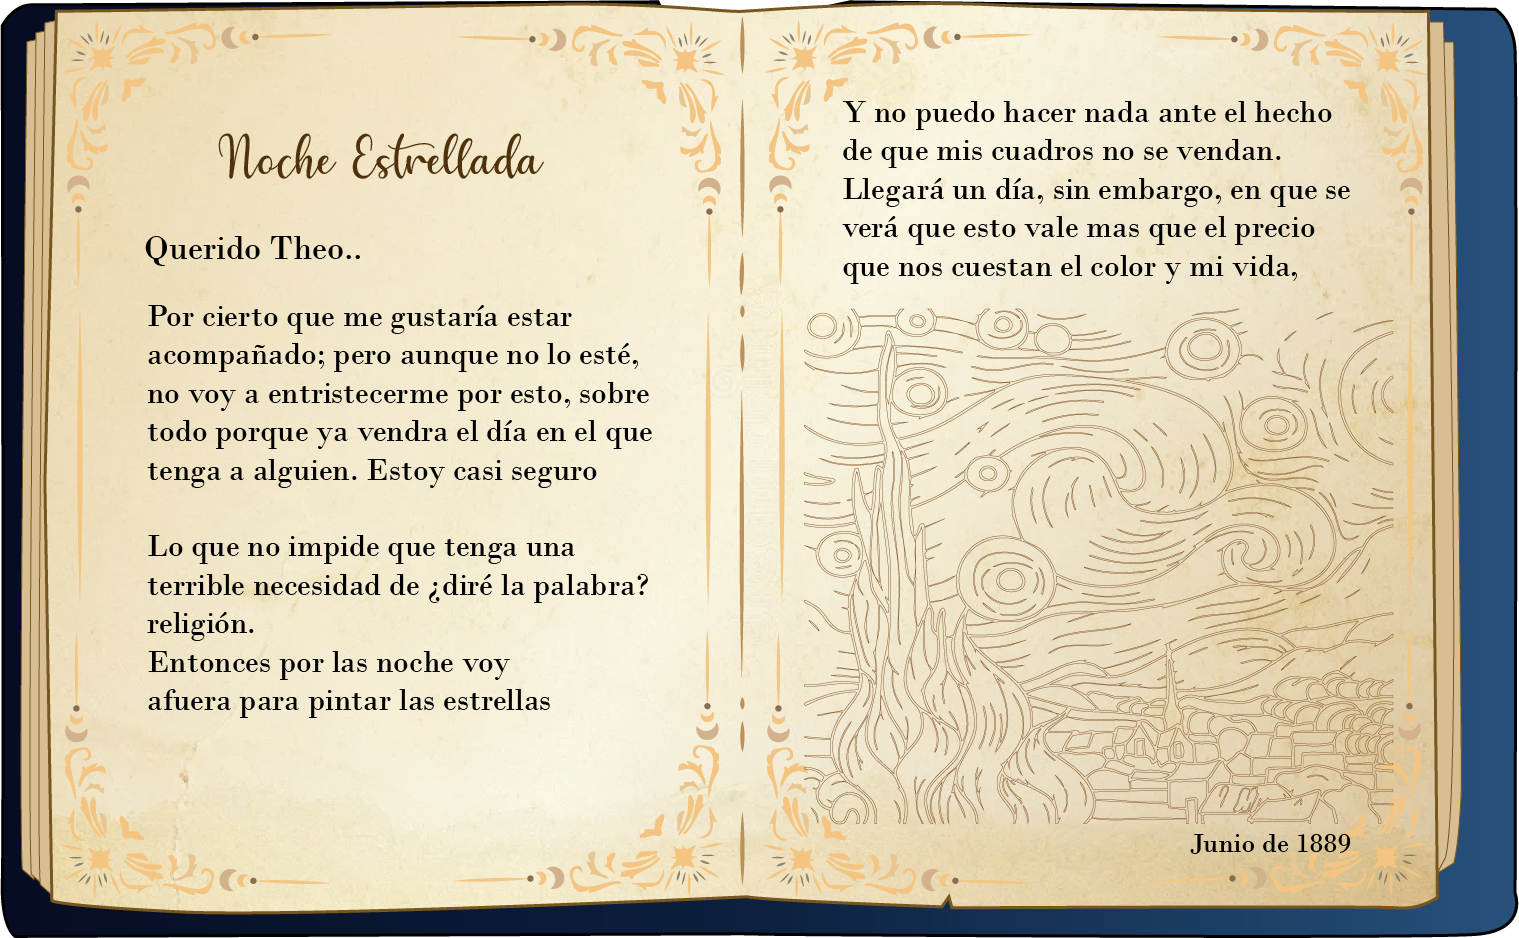 Noche Estrellada
Querido Theo..
Por cierto que me gustaría estar
acompañado; pero aunque no lo esté,
no voy a entristecerme por esto, sobre
todo porque ya vendra el día en el que
tenga a alguien. Estoy casi seguro
Lo que no impide que tenga una
terrible necesidad de ¿diré la palabra?
religión.
Entonces por las noche voy
afuera para pintar las estrellas
Y no puedo hacer nada ante el hecho
de que mis cuadros no se vendan.
Llegará un día, sin embargo, en que se
verá que esto vale mas que el precio
que nos cuestan el color y mi vida,
Junio de 1889